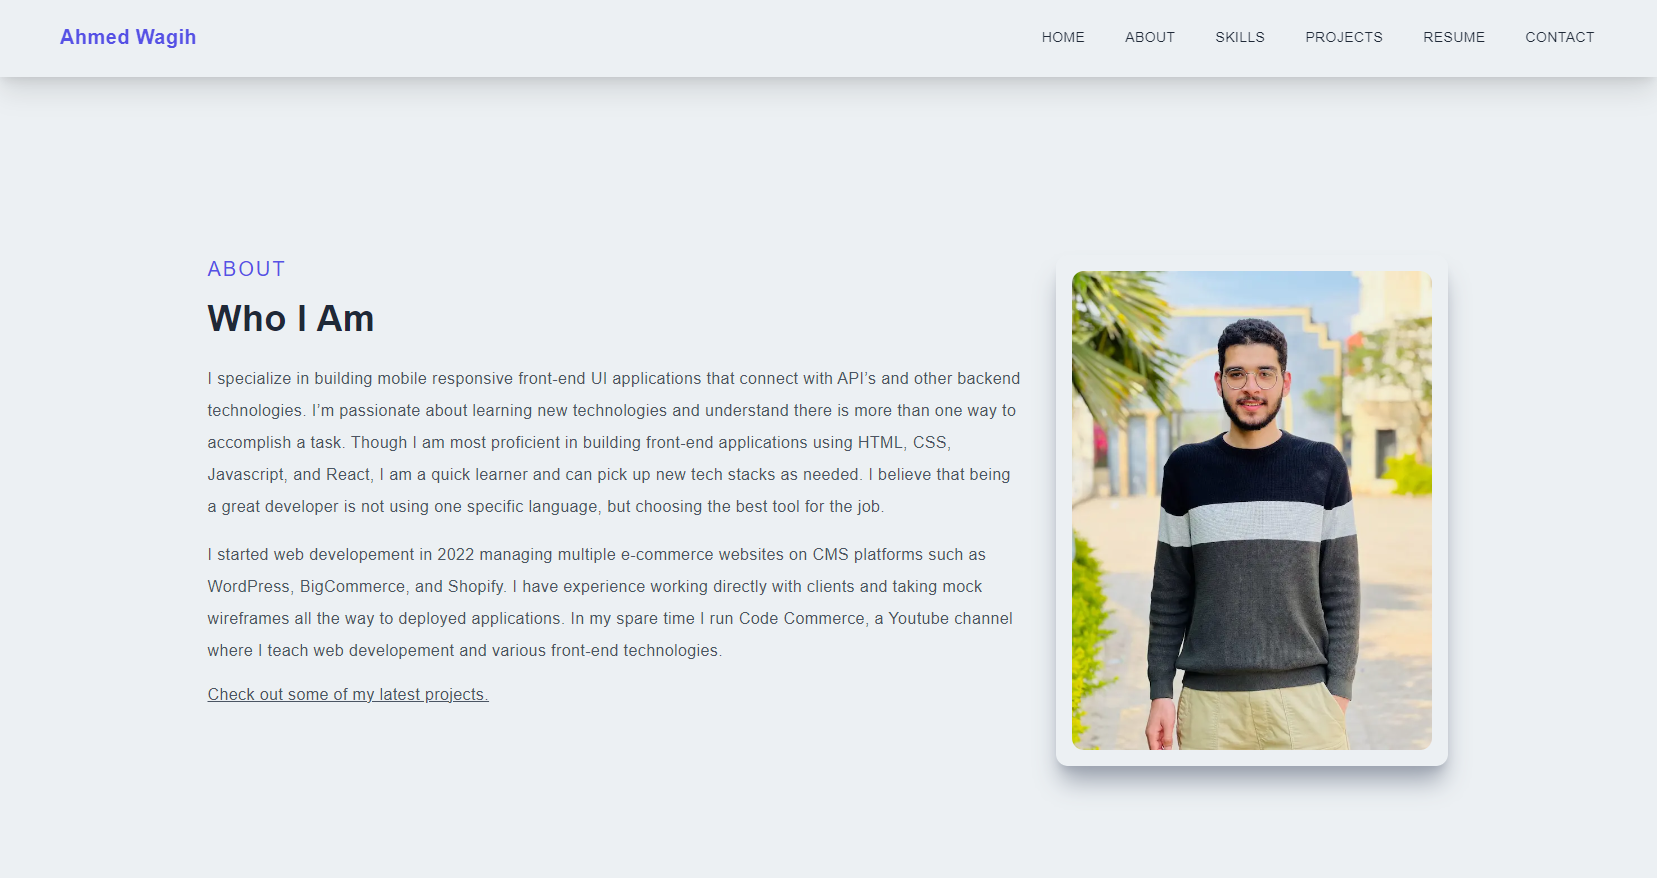 Ahmed Wagih
HOME ABOUT SKILLS PROJECTS RESUME CONTACT
ABOUT
Who I Am
I specialize in building mobile responsive front-end UI applications that connect with API’s and other backend
technologies. I’m passionate about learning new technologies and understand there is more than one way to
accomplish a task. Though I am most proficient in building front-end applications using HTML, CSS,
Javascript, and React, I am a quick learner and can pick up new tech stacks as needed. I believe that being
a great developer is not using one specific language, but choosing the best tool for the job.
I started web developement in 2022 managing multiple e-commerce websites on CMS platforms such as
WordPress, BigCommerce, and Shopify. I have experience working directly with clients and taking mock
wireframes all the way to deployed applications. In my spare time I run Code Commerce, a Youtube channel
where I teach web developement and various front-end technologies.
Check out some of my latest projects.